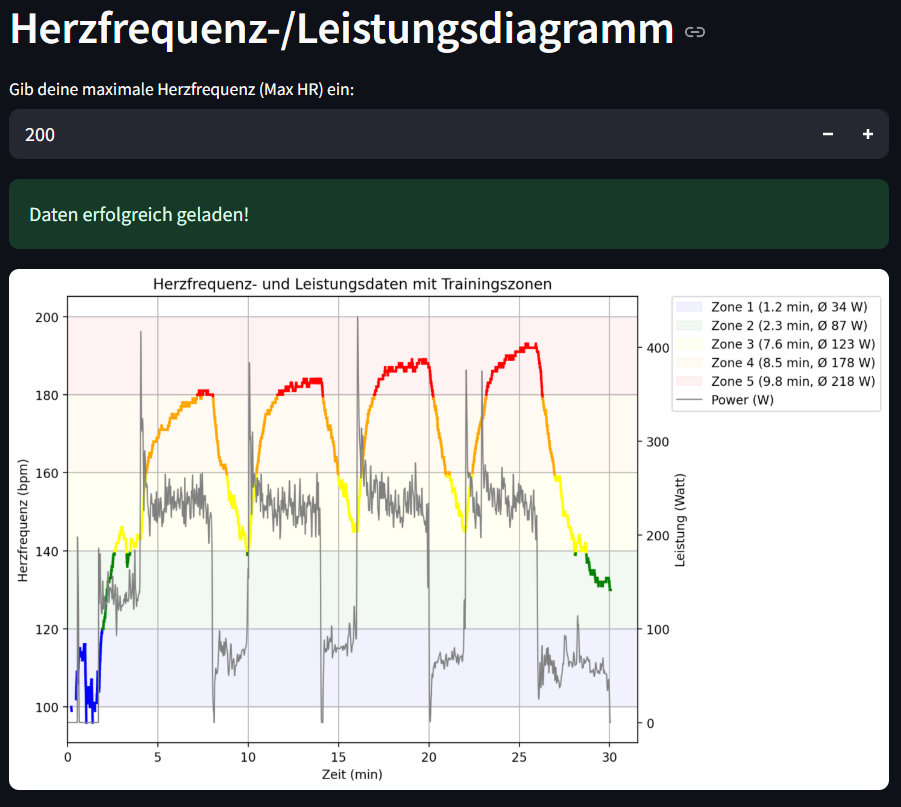 Herzfrequenz-/Leistungsdiagramm
Gib deine maximale Herzfrequenz (Max HR) ein:
200
Daten erfolgreich geladen!
Herzfrequenz- und Leistungsdaten mit Trainingszonen
Herzfrequenz (bpm)
200
180
160
140
120
100
0
5
10
15
20
25
30
Zeit (min)
400
300
200
100
0
Leistung (Watt)
Zone 1 (1.2 min, Ø 34 W)
Zone 2 (2.3 min, Ø 87 W)
Zone 3 (7.6 min, Ø 123 W)
Zone 4 (8.5 min, Ø 178 W)
Zone 5 (9.8 min, Ø 218 W)
Power (W)